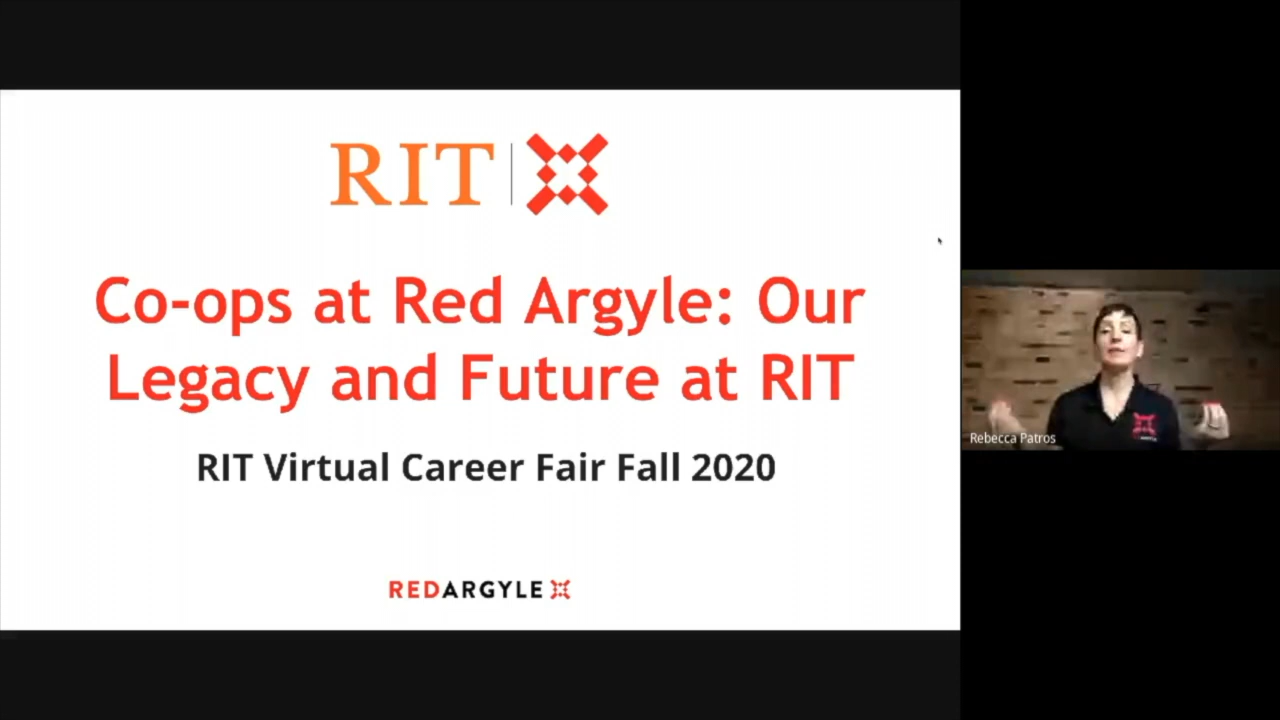 RIT
Co-ops at Red Argyle: Our
Legacy and Future at RIT
RIT Virtual Career Fair Fall 2020
REDARGYLE
Rebecca Patros